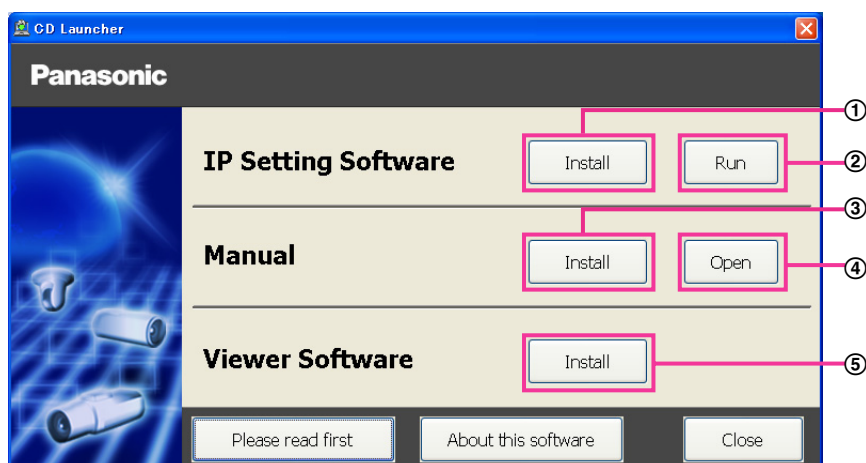 CD Launcher
Panasonic
①
IP Setting Software Install Run ②
③
Manual Install Open ④
Viewer Software Install ⑤
Please read first About this software Close